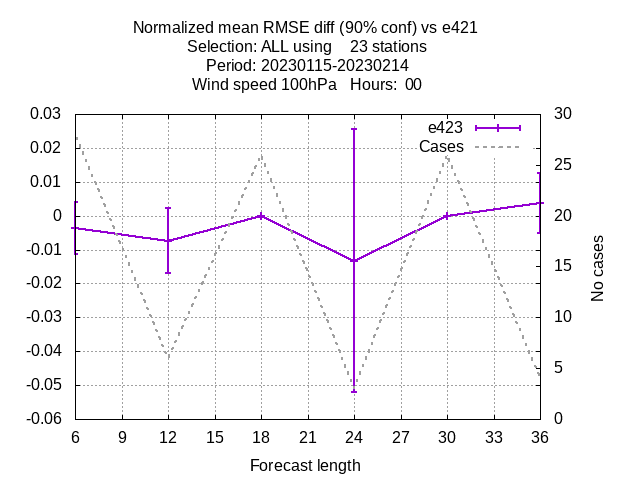 Normalized mean RMSE diff (90% conf) vs e421
Selection: ALL using 23 stations
Period: 20230115-20230214
Wind speed 100hPa Hours: 00
0.03 30
e423
Cases
0.02 25
0.01
0 20
-0.01 15
-0.02
-0.03 10
-0.04 5
-0.05
-0.06 0
No cases
6 9 12 15 18 21 24 27 30 33 36
Forecast length